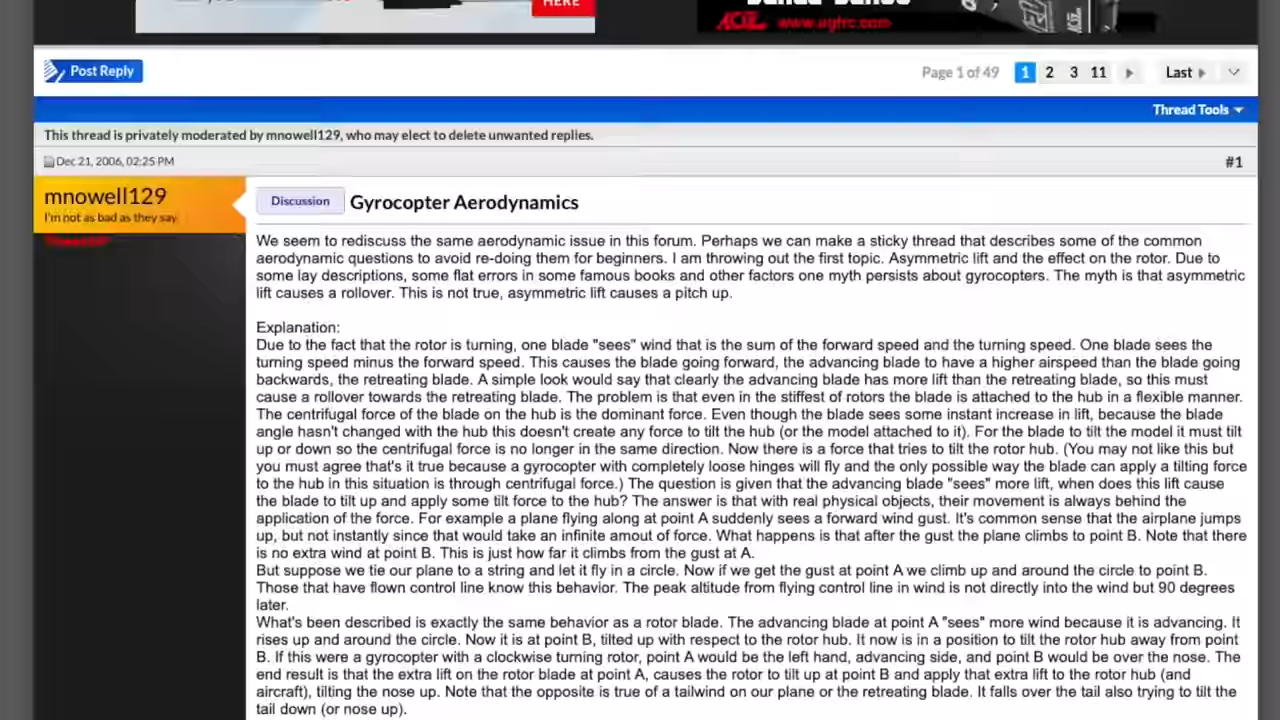 HERE
www.ugfrc.com
Post Reply
Page 1 of 49 1 2 3 11 Last
Thread Tools
This thread is privately moderated by mnowell129, who may elect to delete unwanted replies.
Dec 21, 2006, 02:25 PM #1
mnowell129
I'm not as bad as they say.
Discussion Gyrocopter Aerodynamics
We seem to rediscuss the same aerodynamic issue in this forum. Perhaps we can make a sticky thread that describes some of the common
aerodynamic questions to avoid re-doing them for beginners. I am throwing out the first topic. Asymmetric lift and the effect on the rotor. Due to
some lay descriptions, some flat errors in some famous books and other factors one myth persists about gyrocopters. The myth is that asymmetric
lift causes a rollover. This is not true, asymmetric lift causes a pitch up.
Explanation:
Due to the fact that the rotor is turning, one blade "sees" wind that is the sum of the forward speed and the turning speed. One blade sees the
turning speed minus the forward speed. This causes the blade going forward, the advancing blade to have a higher airspeed than the blade going
backwards, the retreating blade. A simple look would say that clearly the advancing blade has more lift than the retreating blade, so this must
cause a rollover towards the retreating blade. The problem is that even in the stiffest of rotors the blade is attached to the hub in a flexible manner.
The centrifugal force of the blade on the hub is the dominant force. Even though the blade sees some instant increase in lift, because the blade
angle hasn't changed with the hub this doesn't create any force to tilt the hub (or the model attached to it). For the blade to tilt the model it must tilt
up or down so the centrifugal force is no longer in the same direction. Now there is a force that tries to tilt the rotor hub. (You may not like this but
you must agree that's it true because a gyrocopter with completely loose hinges will fly and the only possible way the blade can apply a tilting force
to the hub in this situation is through centrifugal force.) The question is given that the advancing blade "sees" more lift, when does this lift cause
the blade to tilt up and apply some tilt force to the hub? The answer is that with real physical objects, their movement is always behind the
application of the force. For example a plane flying along at point A suddenly sees a forward wind gust. It's common sense that the airplane jumps
up, but not instantly since that would take an infinite amout of force. What happens is that after the gust the plane climbs to point B. Note that there
is no extra wind at point B. This is just how far it climbs from the gust at A.
But suppose we tie our plane to a string and let it fly in a circle. Now if we get the gust at point A we climb up and around the circle to point B.
Those that have flown control line know this behavior. The peak altitude from flying control line in wind is not directly into the wind but 90 degrees
later.
What's been described is exactly the same behavior as a rotor blade. The advancing blade at point A "sees" more wind because it is advancing. It
rises up and around the circle. Now it is at point B, tilted up with respect to the rotor hub. It now is in a position to tilt the rotor hub away from point
B. If this were a gyrocopter with a clockwise turning rotor, point A would be the left hand, advancing side, and point B would be over the nose. The
end result is that the extra lift on the rotor blade at point A, causes the rotor to tilt up at point B and apply that extra lift to the rotor hub (and
aircraft), tilting the nose up. Note that the opposite is true of a tailwind on our plane or the retreating blade. It falls over the tail also trying to tilt the
tail down (or nose up).